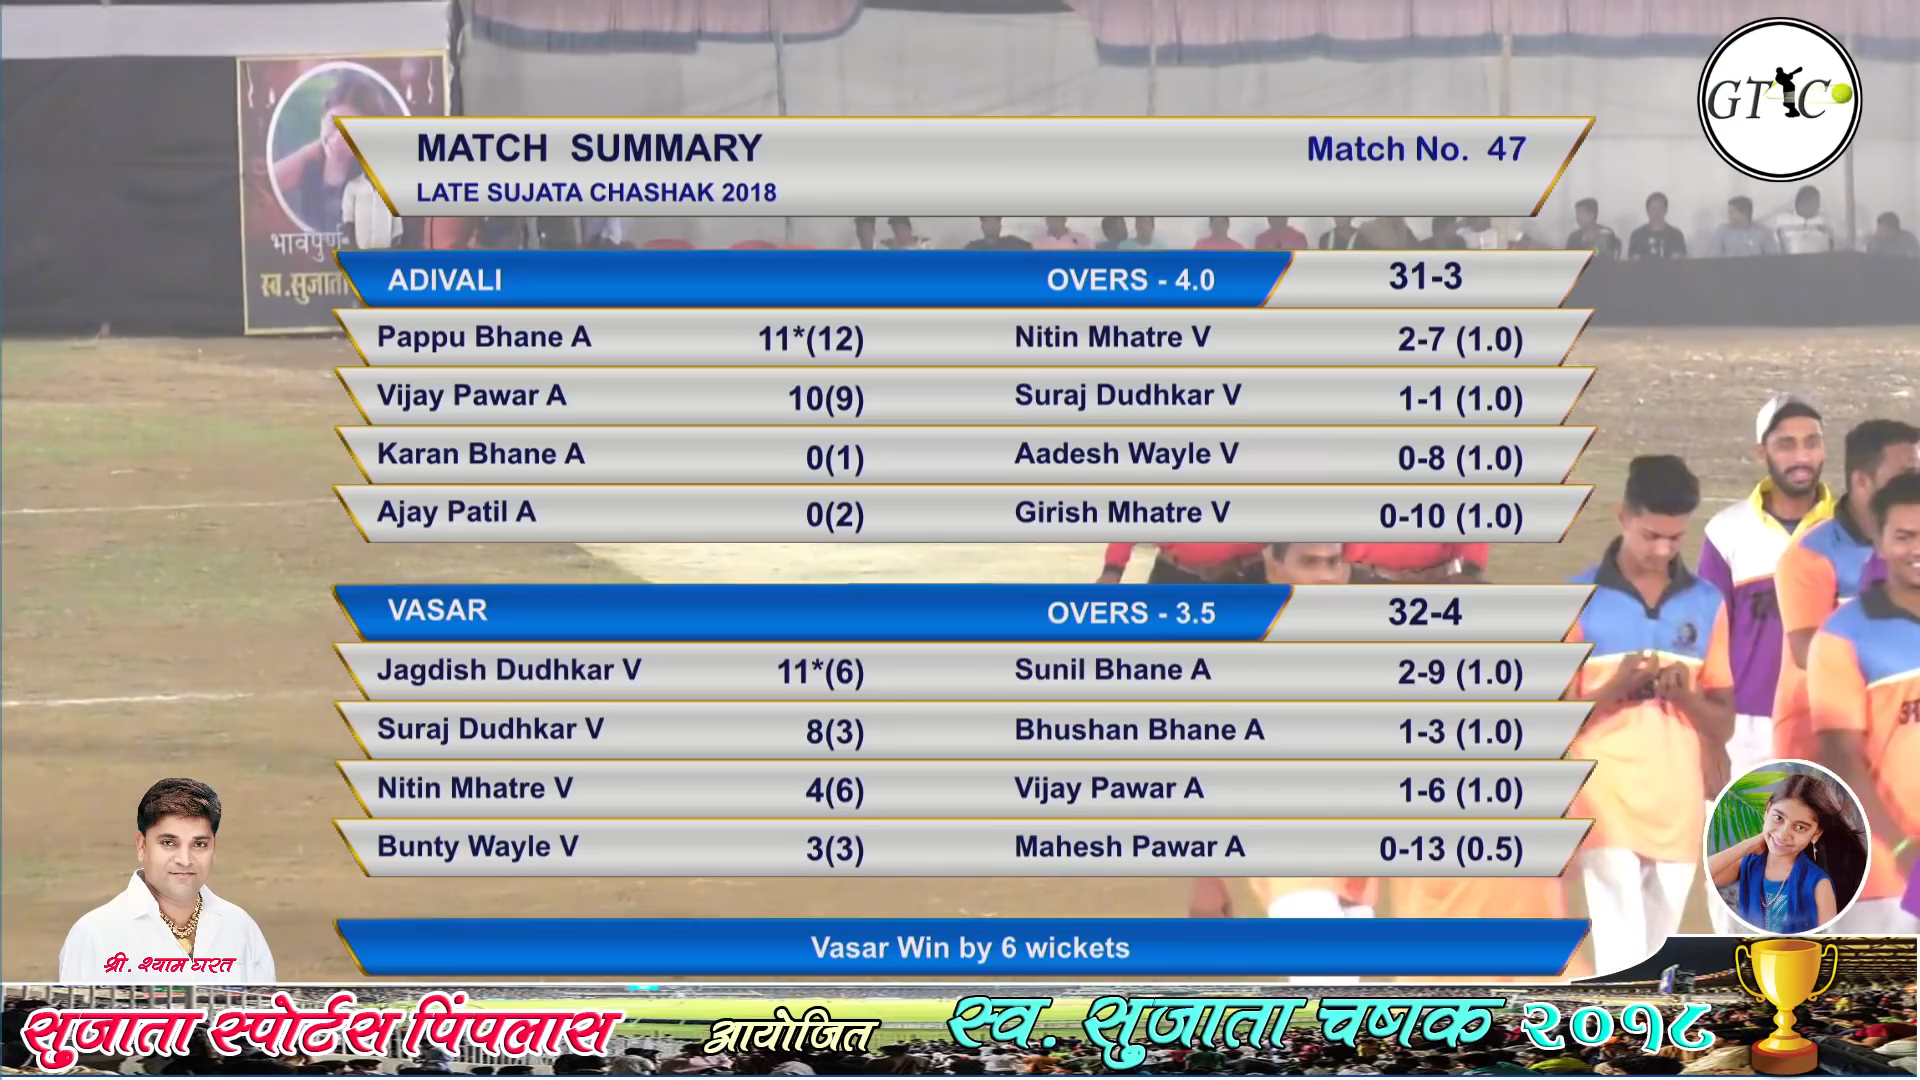 GTCC
MATCH SUMMARY
Match No. 47
LATE SUJATA CHASHAK 2018
भावपुर्ण
स्व.सुजाता
ADIVALI OVERS - 4.0 31-3
Pappu Bhane A 11*(12) Nitin Mhatre V 2-7 (1.0)
Vijay Pawar A 10(9) Suraj Dudhkar V 1-1 (1.0)
Karan Bhane A 0(1) Aadesh Wayle V 0-8 (1.0)
Ajay Patil A 0(2) Girish Mhatre V 0-10 (1.0)
VASAR OVERS - 3.5 32-4
Jagdish Dudhkar V 11*(6) Sunil Bhane A 2-9 (1.0)
Suraj Dudhkar V 8(3) Bhushan Bhane A 1-3 (1.0)
Nitin Mhatre V 4(6) Vijay Pawar A 1-6 (1.0)
Bunty Wayle V 3(3) Mahesh Pawar A 0-13 (0.5)
Vasar Win by 6 wickets
श्री. श्याम घरत
सुजाता स्पोर्टस पिंपलास आयोजित स्व. सुजाता चषक २०१८